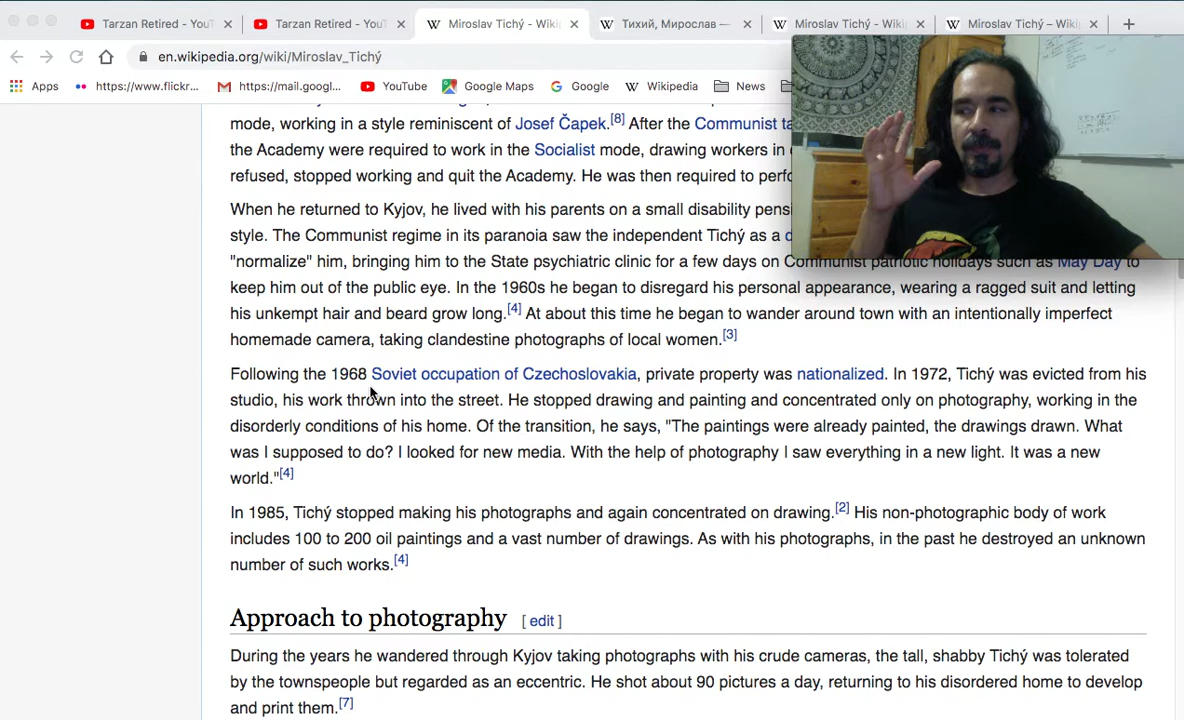 Tarzan Retired - YouT
Tarzan Retired - YouT
Miroslav Tichý - Wiki
Тихий, Мирослав —
Miroslav Tichý - Wiki
Miroslav Tichý – Wikip
en.wikipedia.org/wiki/Miroslav_Tichý
Apps
https://www.flickr...
https://mail.googl...
YouTube
Google Maps
Google
Wikipedia
News
mode, working in a style reminiscent of Josef Čapek.[8] After the Communist ta
the Academy were required to work in the Socialist mode, drawing workers in
refused, stopped working and quit the Academy. He was then required to perfo
When he returned to Kyjov, he lived with his parents on a small disability pensi
style. The Communist regime in its paranoia saw the independent Tichý as a d
"normalize" him, bringing him to the State psychiatric clinic for a few days on Communist patriotic holidays such as May Day to
keep him out of the public eye. In the 1960s he began to disregard his personal appearance, wearing a ragged suit and letting
his unkempt hair and beard grow long.[4] At about this time he began to wander around town with an intentionally imperfect
homemade camera, taking clandestine photographs of local women.[3]
Following the 1968 Soviet occupation of Czechoslovakia, private property was nationalized. In 1972, Tichý was evicted from his
studio, his work thrown into the street. He stopped drawing and painting and concentrated only on photography, working in the
disorderly conditions of his home. Of the transition, he says, "The paintings were already painted, the drawings drawn. What
was I supposed to do? I looked for new media. With the help of photography I saw everything in a new light. It was a new
world."[4]
In 1985, Tichý stopped making his photographs and again concentrated on drawing.[2] His non-photographic body of work
includes 100 to 200 oil paintings and a vast number of drawings. As with his photographs, in the past he destroyed an unknown
number of such works.[4]
Approach to photography [ edit ]
During the years he wandered through Kyjov taking photographs with his crude cameras, the tall, shabby Tichý was tolerated
by the townspeople but regarded as an eccentric. He shot about 90 pictures a day, returning to his disordered home to develop
and print them.[7]